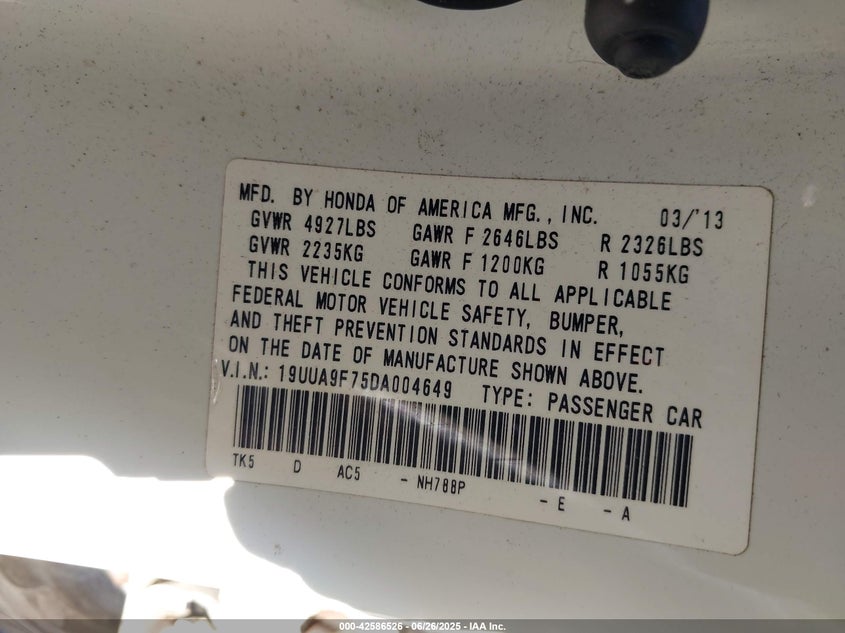 MFD. BY HONDA OF AMERICA MFG., INC. 03/'13
GVWR 4927LBS GAWR F 2646LBS R 2326LBS
GVWR 2235KG GAWR F 1200KG R 1055KG
THIS VEHICLE CONFORMS TO ALL APPLICABLE
FEDERAL MOTOR VEHICLE SAFETY, BUMPER,
AND THEFT PREVENTION STANDARDS IN EFFECT
ON THE DATE OF MANUFACTURE SHOWN ABOVE.
V.I.N.: 19UUA9F75DA004649 TYPE: PASSENGER CAR
TK5 D AC5 - NH788P - E - A
000-42586526 - 06/26/2025 - IAA Inc.